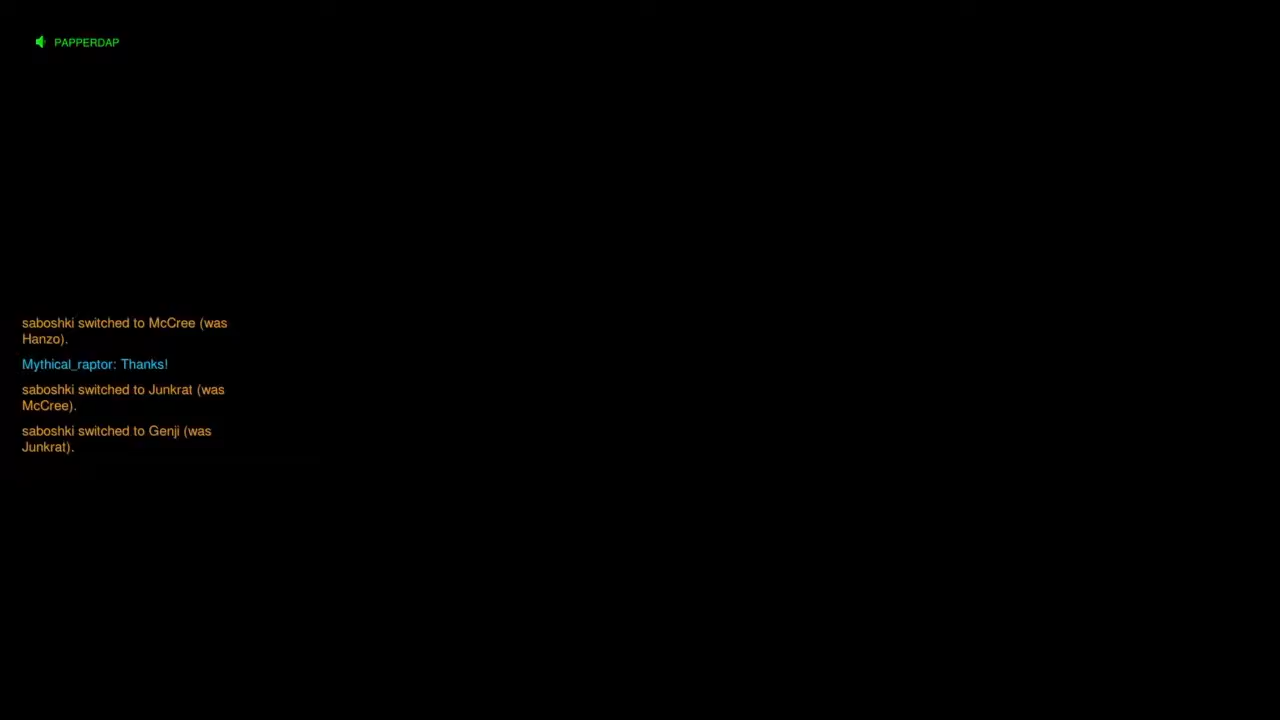 PAPPERDAP
saboshki switched to McCree (was
Hanzo).
Mythical_raptor: Thanks!
saboshki switched to Junkrat (was
McCree).
saboshki switched to Genji (was
Junkrat).